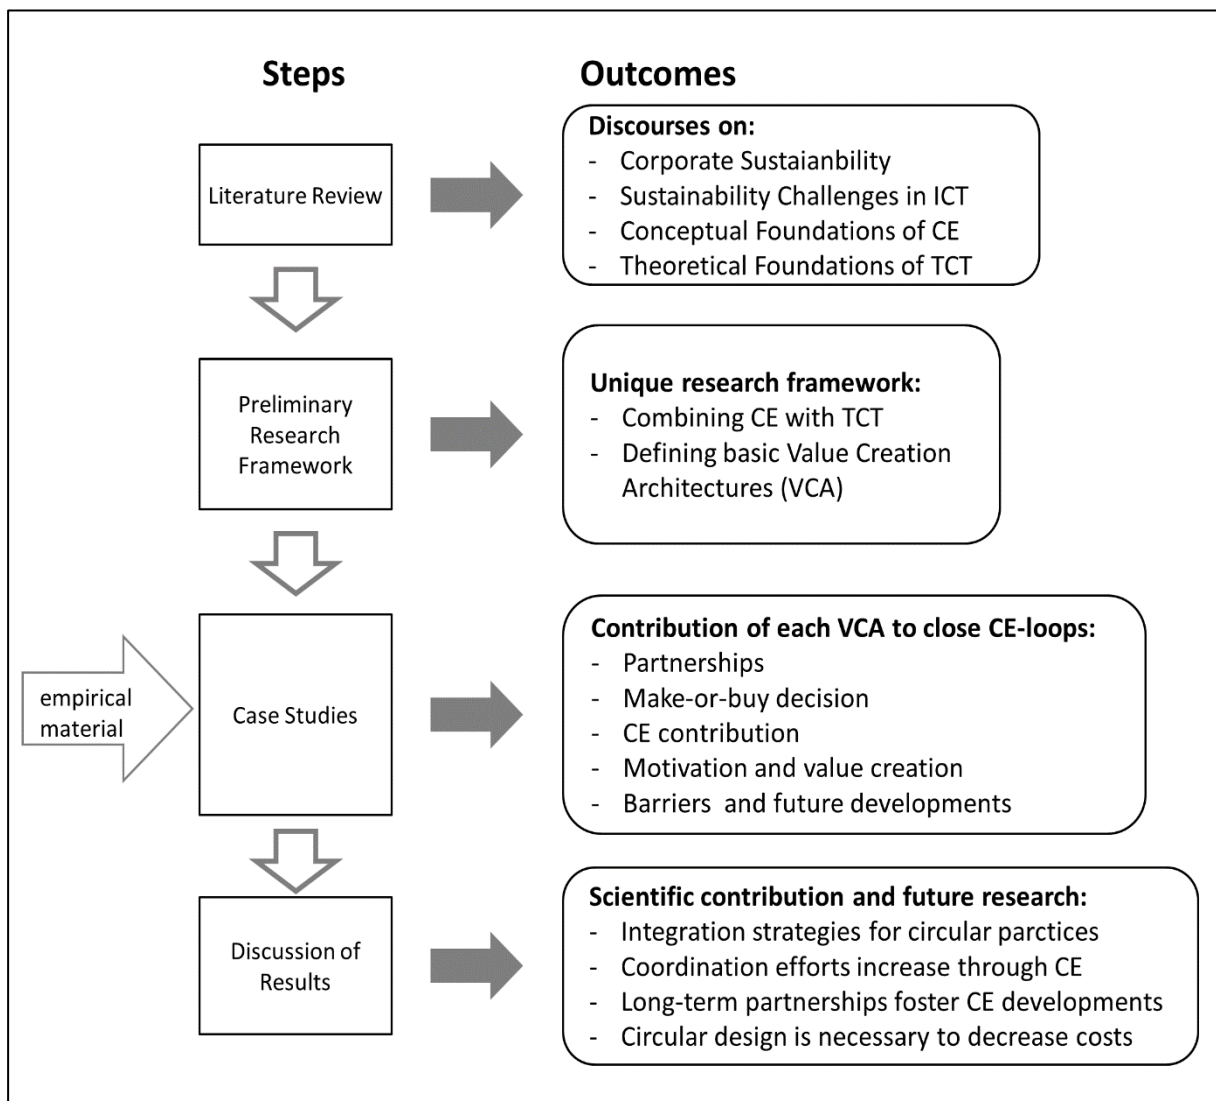 Steps
Outcomes
Literature Review
Discourses on:
- Corporate Sustaianbility
- Sustainability Challenges in ICT
- Conceptual Foundations of CE
- Theoretical Foundations of TCT
Preliminary
Research
Framework
Unique research framework:
- Combining CE with TCT
- Defining basic Value Creation
Architectures (VCA)
empirical
material
Case Studies
Contribution of each VCA to close CE-loops:
- Partnerships
- Make-or-buy decision
- CE contribution
- Motivation and value creation
- Barriers and future developments
Discussion of
Results
Scientific contribution and future research:
- Integration strategies for circular parctices
- Coordination efforts increase through CE
- Long-term partnerships foster CE developments
- Circular design is necessary to decrease costs